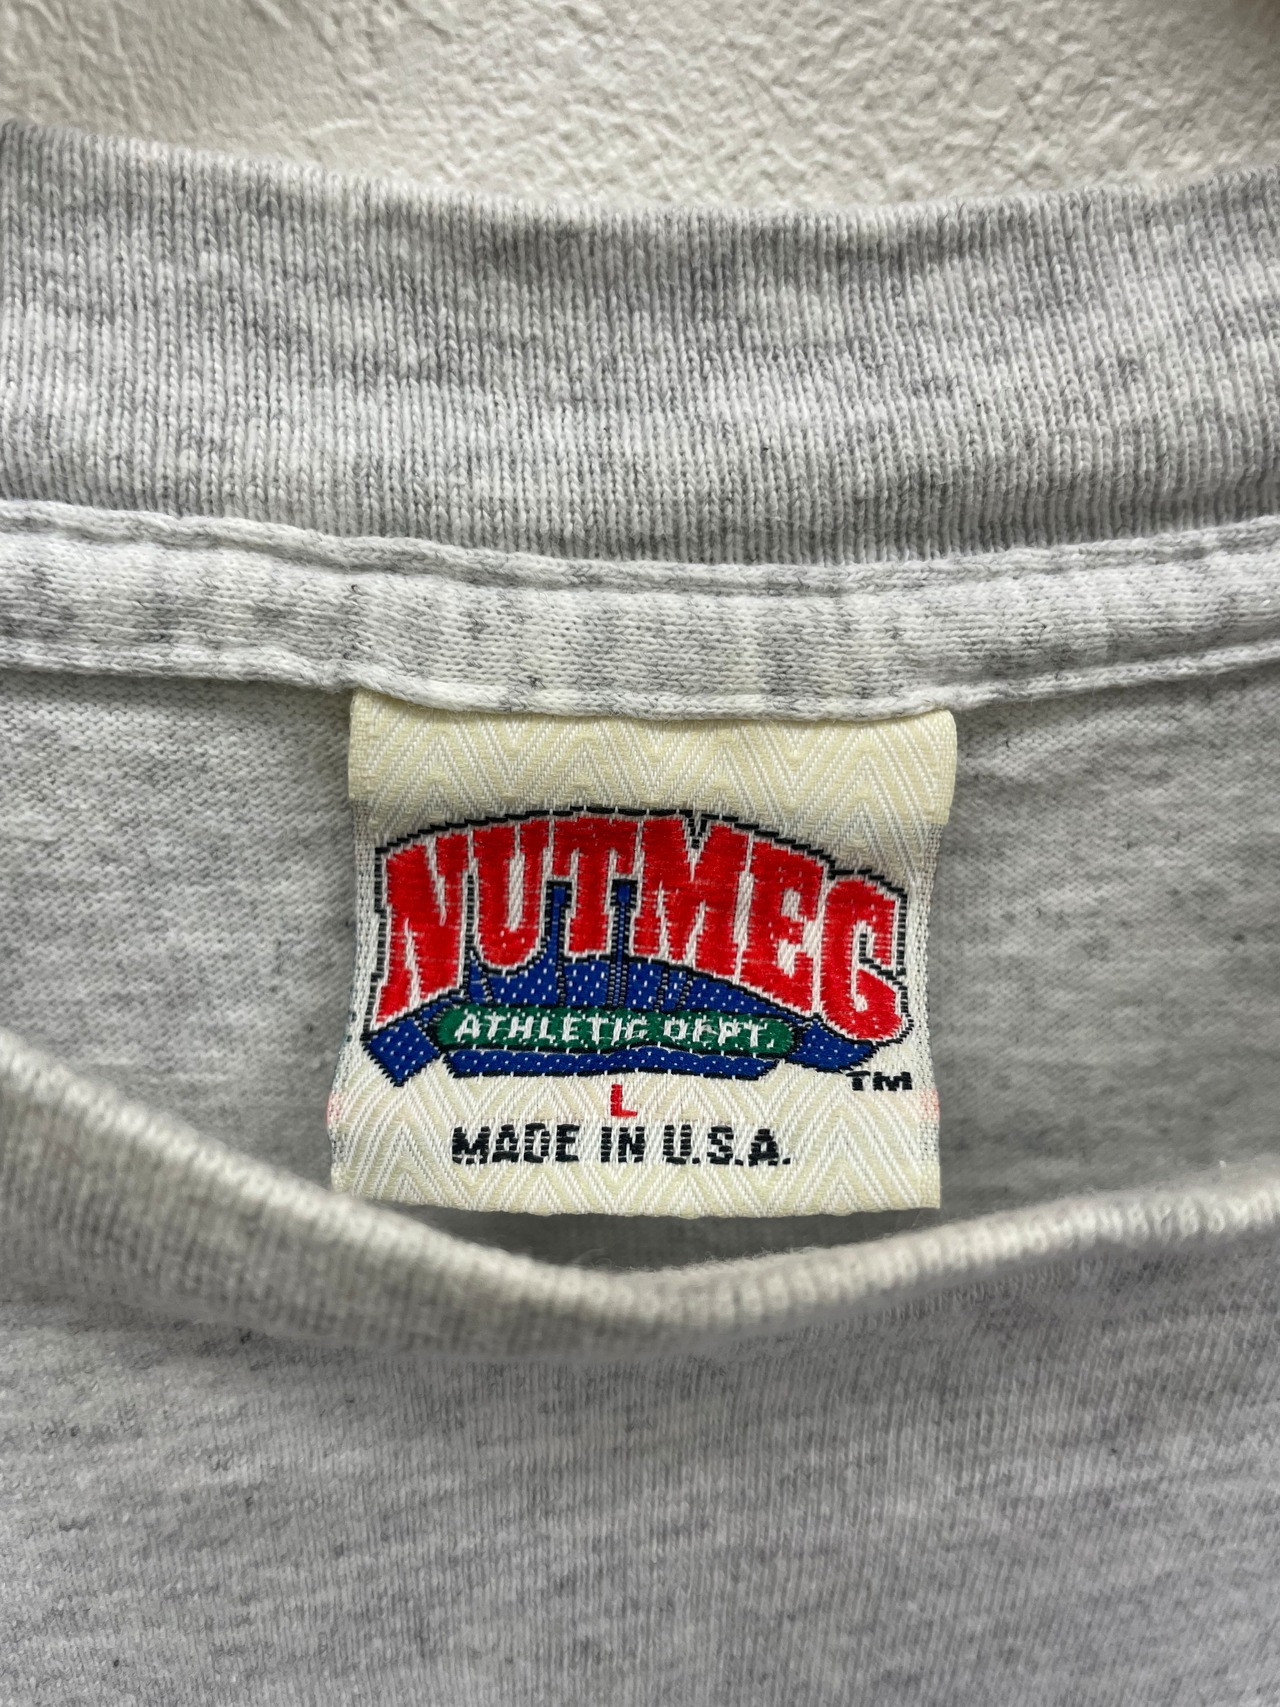 NUTMEG
ATHLETIC DEPT.
TM
L
MADE IN U.S.A.